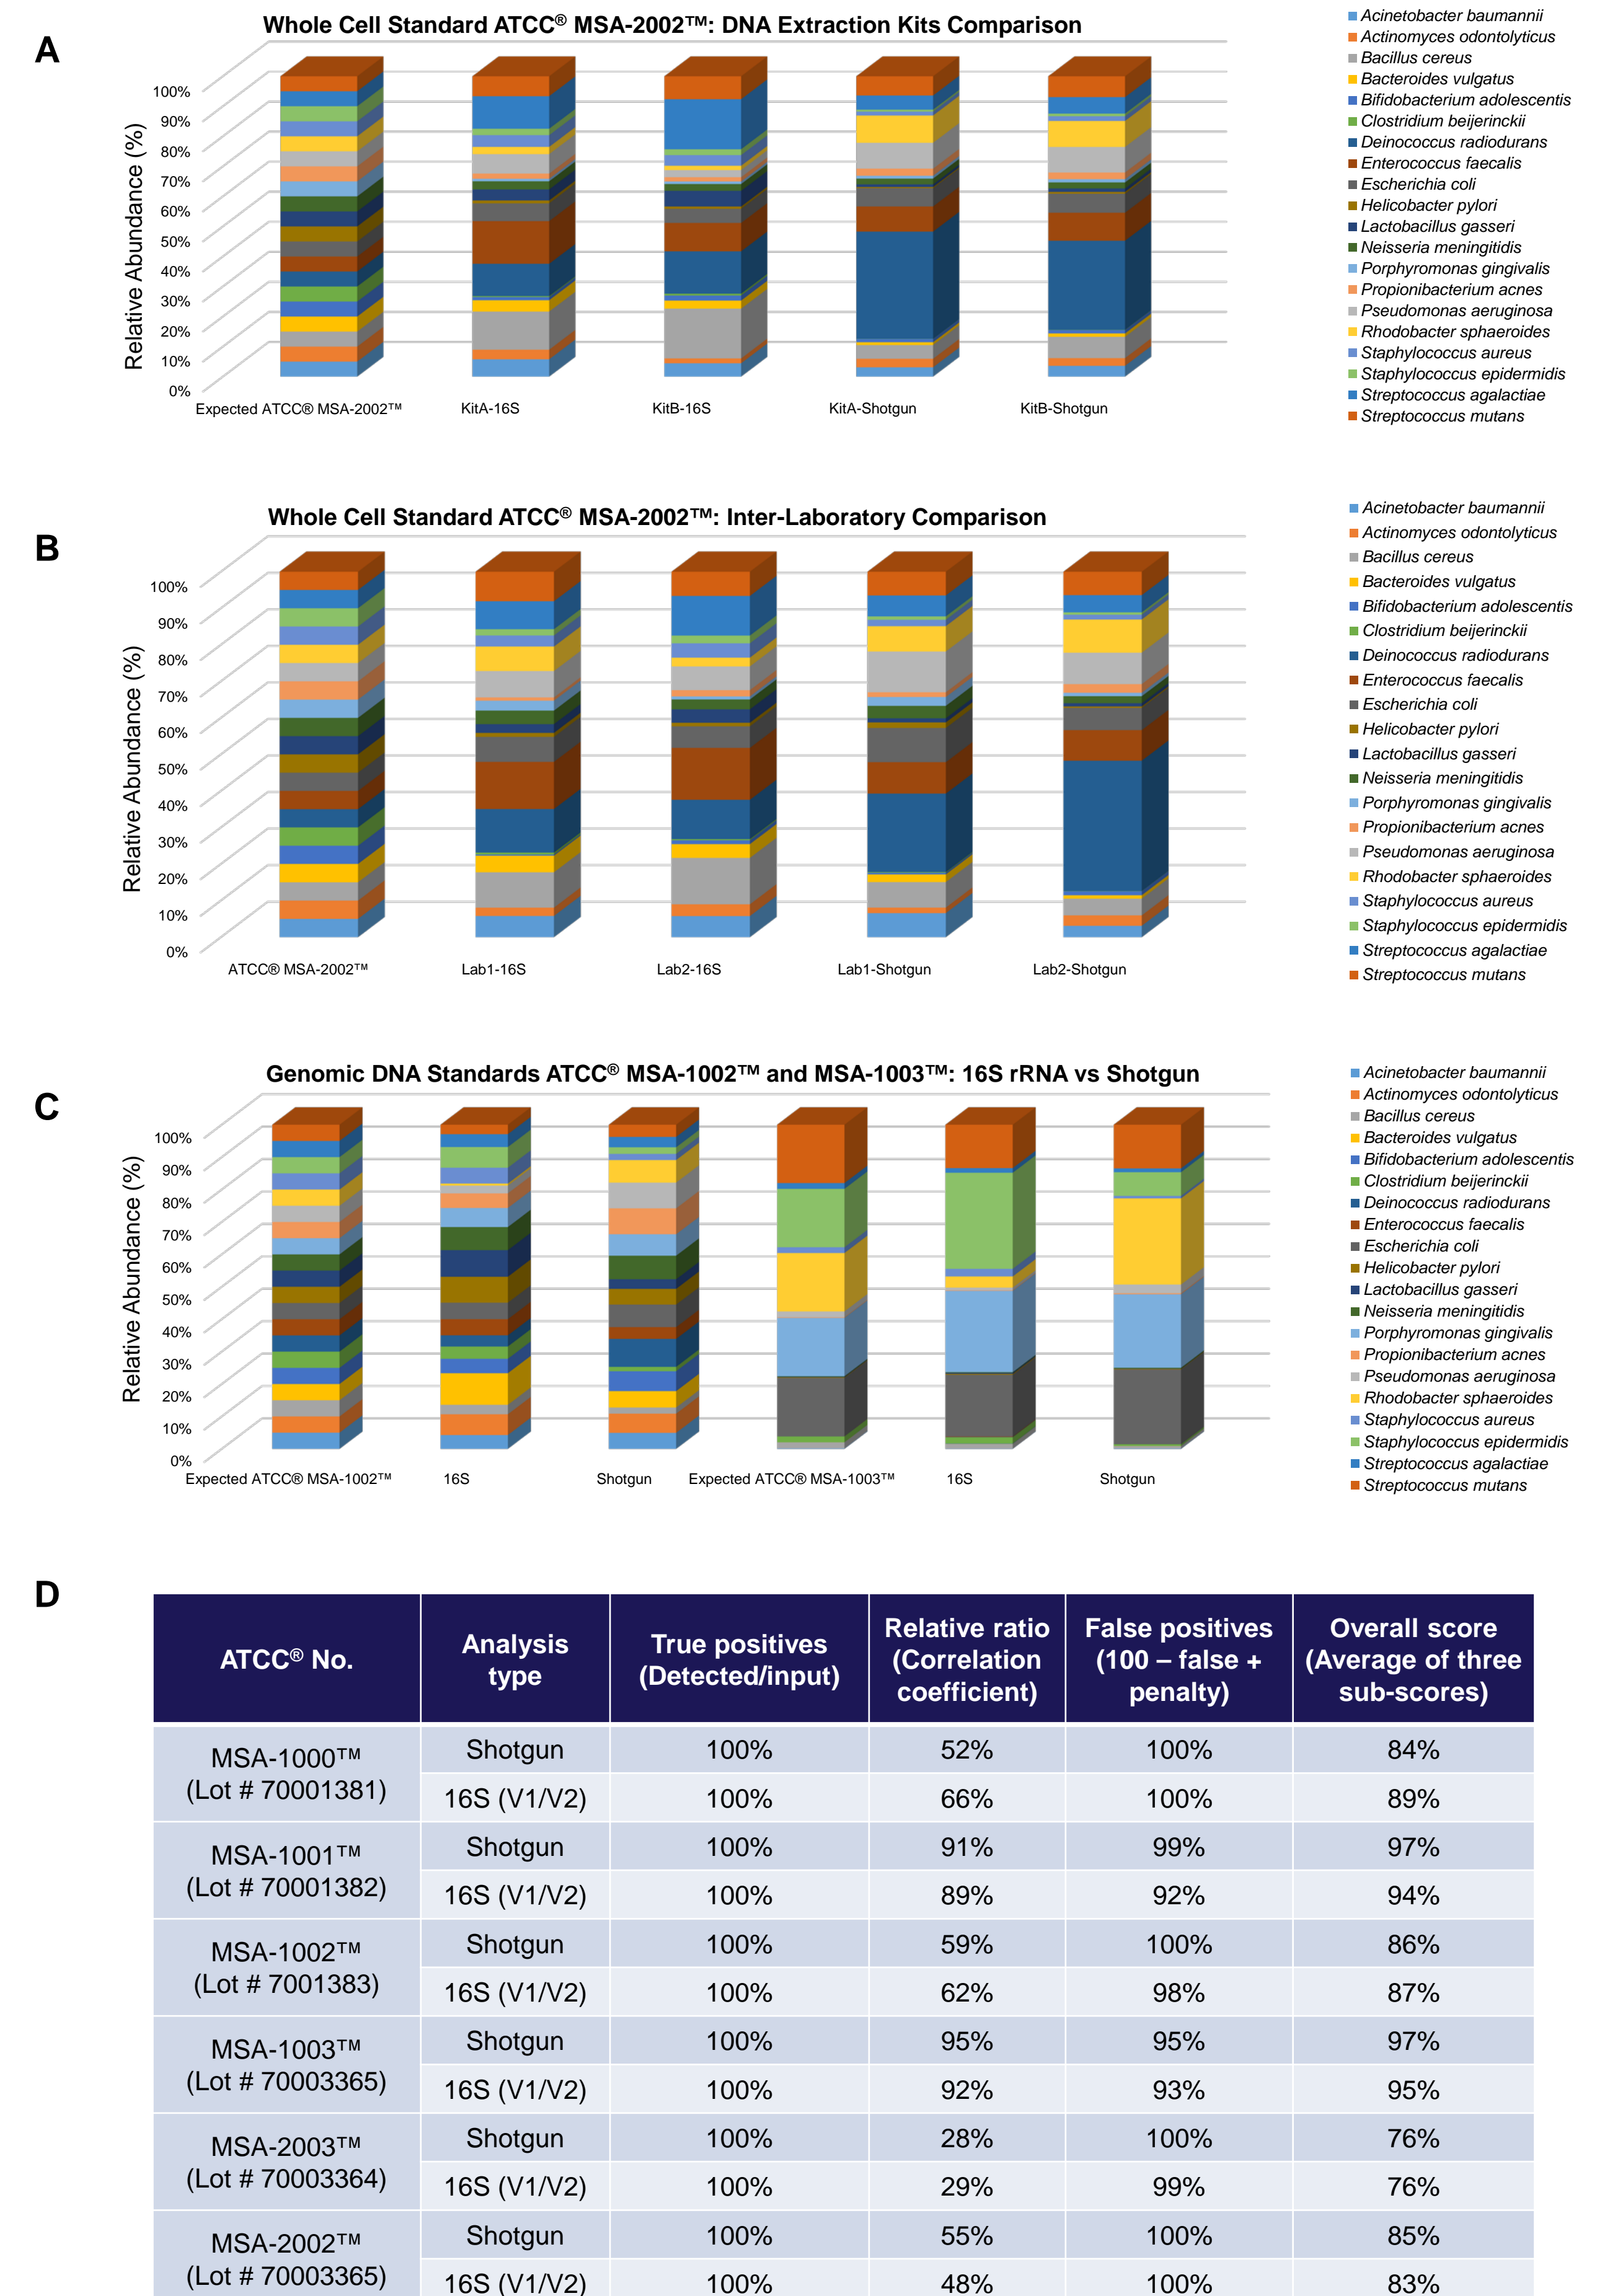 A
Whole Cell Standard ATCC® MSA-2002™: DNA Extraction Kits Comparison
Relative Abundance (%)
100%
90%
80%
70%
60%
50%
40%
30%
20%
10%
0%
Expected ATCC® MSA-2002™ KitA-16S KitB-16S KitA-Shotgun KitB-Shotgun
Acinetobacter baumannii
Actinomyces odontolyticus
Bacillus cereus
Bacteroides vulgatus
Bifidobacterium adolescentis
Clostridium beijerinckii
Deinococcus radiodurans
Enterococcus faecalis
Escherichia coli
Helicobacter pylori
Lactobacillus gasseri
Neisseria meningitidis
Porphyromonas gingivalis
Propionibacterium acnes
Pseudomonas aeruginosa
Rhodobacter sphaeroides
Staphylococcus aureus
Staphylococcus epidermidis
Streptococcus agalactiae
Streptococcus mutans
B
Whole Cell Standard ATCC® MSA-2002™: Inter-Laboratory Comparison
Relative Abundance (%)
100%
90%
80%
70%
60%
50%
40%
30%
20%
10%
0%
ATCC® MSA-2002™ Lab1-16S Lab2-16S Lab1-Shotgun Lab2-Shotgun
Acinetobacter baumannii
Actinomyces odontolyticus
Bacillus cereus
Bacteroides vulgatus
Bifidobacterium adolescentis
Clostridium beijerinckii
Deinococcus radiodurans
Enterococcus faecalis
Escherichia coli
Helicobacter pylori
Lactobacillus gasseri
Neisseria meningitidis
Porphyromonas gingivalis
Propionibacterium acnes
Pseudomonas aeruginosa
Rhodobacter sphaeroides
Staphylococcus aureus
Staphylococcus epidermidis
Streptococcus agalactiae
Streptococcus mutans
C
Genomic DNA Standards ATCC® MSA-1002™ and MSA-1003™: 16S rRNA vs Shotgun
Relative Abundance (%)
100%
90%
80%
70%
60%
50%
40%
30%
20%
10%
0%
Expected ATCC® MSA-1002™ 16S Shotgun Expected ATCC® MSA-1003™ 16S Shotgun
Acinetobacter baumannii
Actinomyces odontolyticus
Bacillus cereus
Bacteroides vulgatus
Bifidobacterium adolescentis
Clostridium beijerinckii
Deinococcus radiodurans
Enterococcus faecalis
Escherichia coli
Helicobacter pylori
Lactobacillus gasseri
Neisseria meningitidis
Porphyromonas gingivalis
Propionibacterium acnes
Pseudomonas aeruginosa
Rhodobacter sphaeroides
Staphylococcus aureus
Staphylococcus epidermidis
Streptococcus agalactiae
Streptococcus mutans
D
ATCC® No.
Analysis
type
True positives
(Detected/input)
Relative ratio
(Correlation
coefficient)
False positives
(100 – false +
penalty)
Overall score
(Average of three
sub-scores)
MSA-1000™
(Lot # 70001381)
Shotgun 100% 52% 100% 84%
16S (V1/V2) 100% 66% 100% 89%
MSA-1001™
(Lot # 70001382)
Shotgun 100% 91% 99% 97%
16S (V1/V2) 100% 89% 92% 94%
MSA-1002™
(Lot # 7001383)
Shotgun 100% 59% 100% 86%
16S (V1/V2) 100% 62% 98% 87%
MSA-1003™
(Lot # 70003365)
Shotgun 100% 95% 95% 97%
16S (V1/V2) 100% 92% 93% 95%
MSA-2003™
(Lot # 70003364)
Shotgun 100% 28% 100% 76%
16S (V1/V2) 100% 29% 99% 76%
MSA-2002™
(Lot # 70003365)
Shotgun 100% 55% 100% 85%
16S (V1/V2) 100% 48% 100% 83%